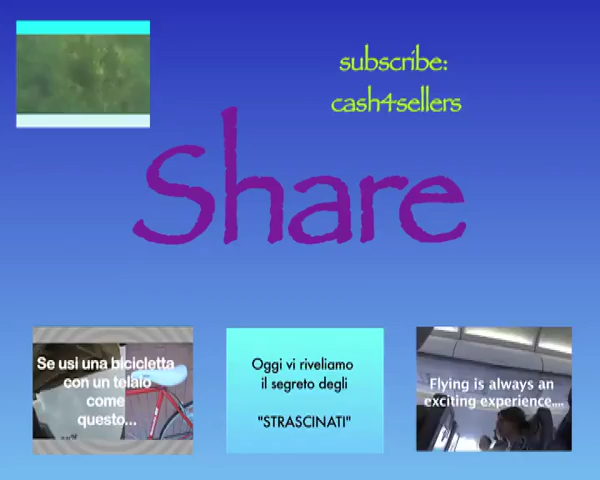 subscribe:
cash4sellers
Share
Se usi una bicicletta
con un telaio
come
questo...
Oggi vi riveliamo
il segreto degli
"STRASCINATI"
Flying is always an
exciting experience....